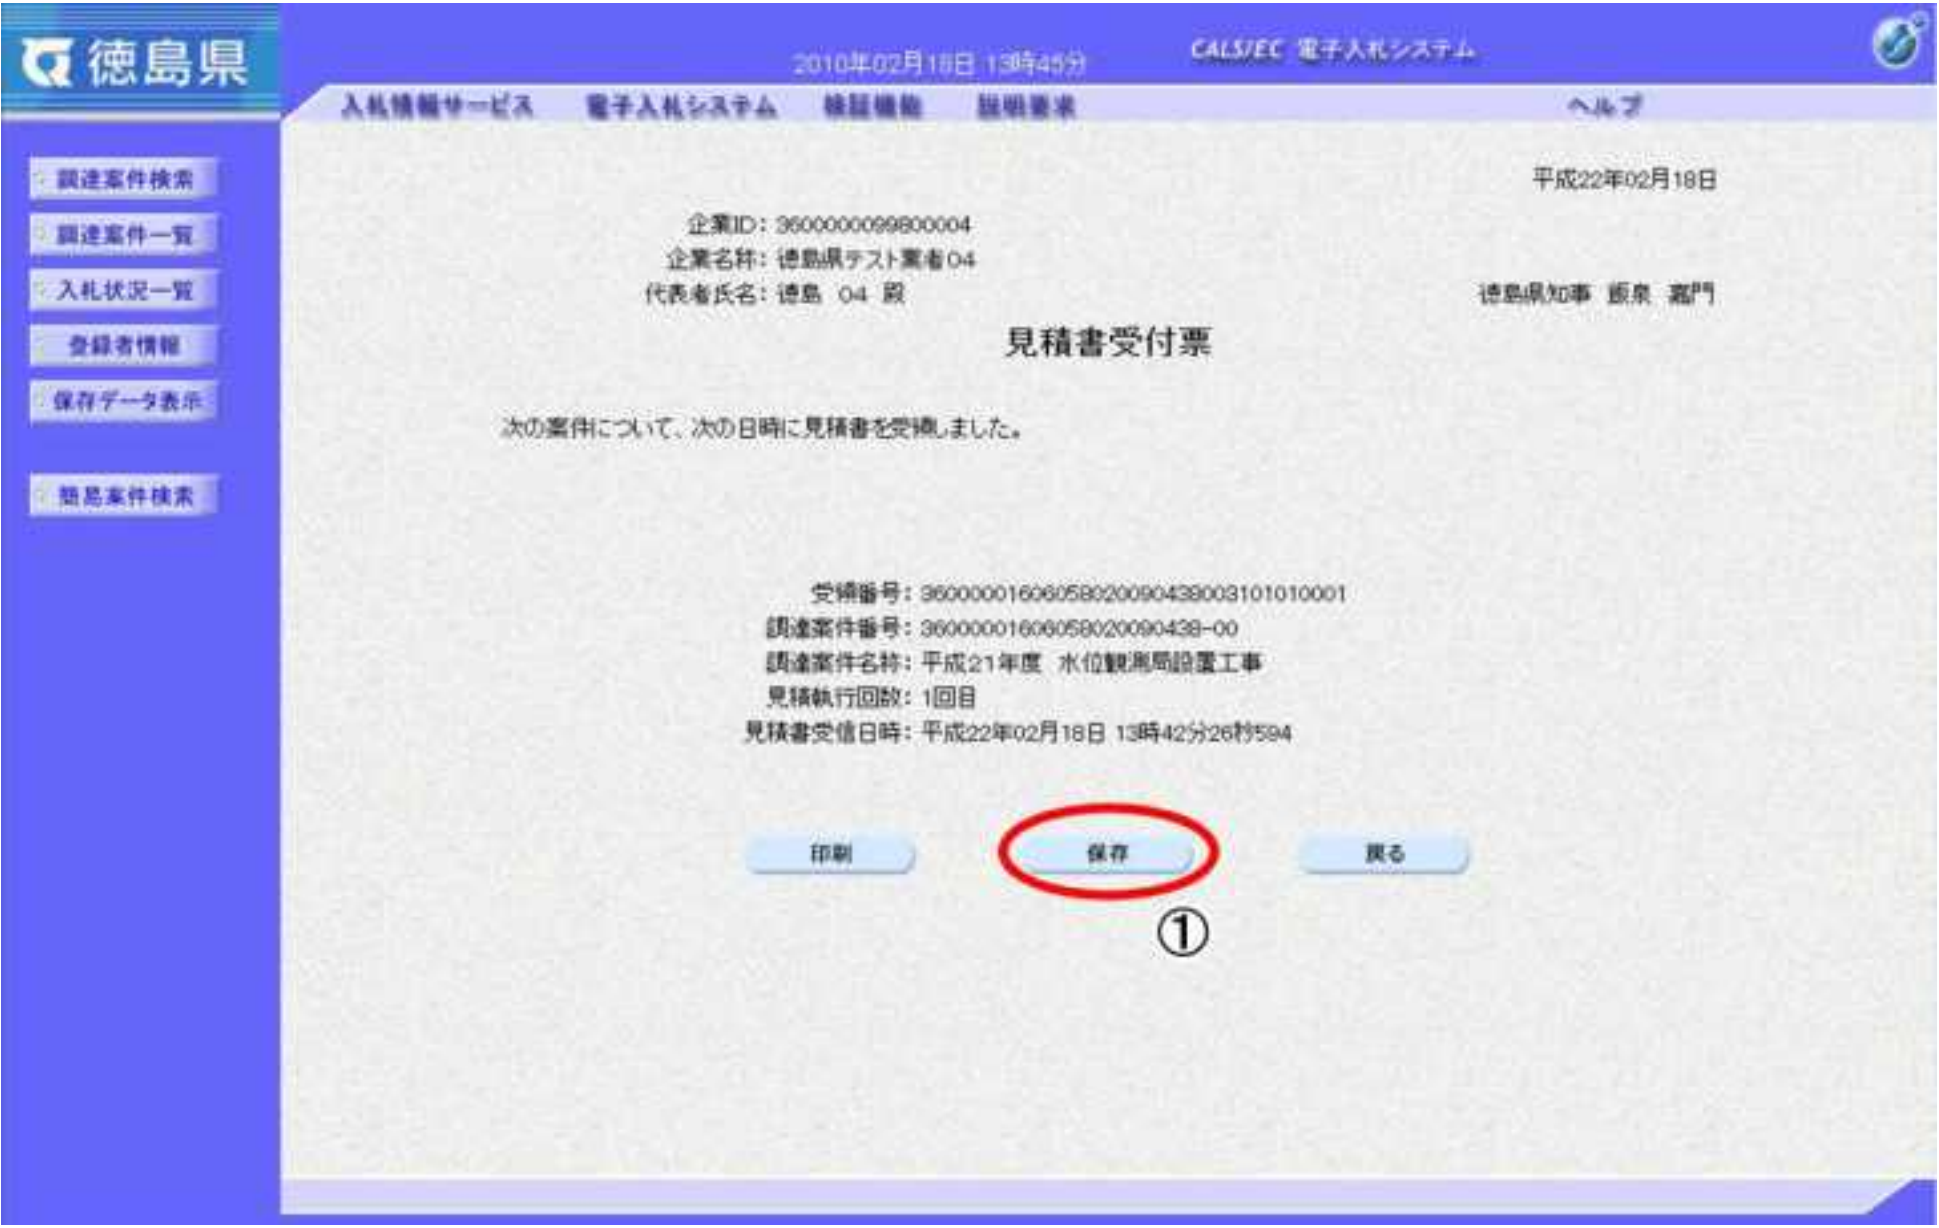 徳島県
2010年02月18日 13時45分
CALS/EC 電子入札システム
入札情報サービス 電子入札システム 検証機能 説明要求 ヘルプ
調達案件検索
調達案件一覧
入札状況一覧
登録者情報
保存データ表示
簡易案件検索
平成22年02月18日
企業ID：3600000099800004
企業名称：徳島県テスト業者04
代表者氏名：徳島 04 殿
徳島県知事 飯泉 嘉門
見積書受付票
次の案件について、次の日時に見積書を受領しました。
受領番号：36000001606058020090438003101010001
調達案件番号：36000001606058020090438-00
調達案件名称：平成21年度 水位観測局設置工事
見積執行回数：1回目
見積書受信日時：平成22年02月18日 13時42分26秒594
印刷
保存
戻る
①